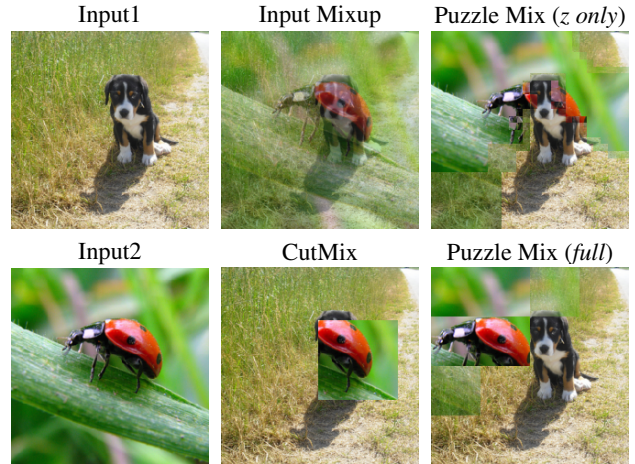 Input1
Input Mixup
Puzzle Mix (z only)
Input2
CutMix
Puzzle Mix (full)